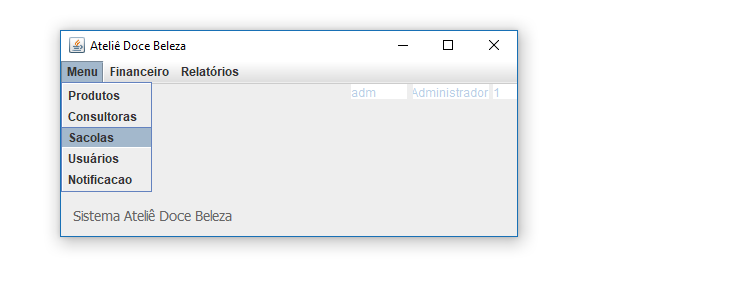 Ateliê Doce Beleza
Menu Financeiro Relatórios
adm Administrador 1
Produtos
Consultoras
Sacolas
Usuários
Notificacao
Sistema Ateliê Doce Beleza